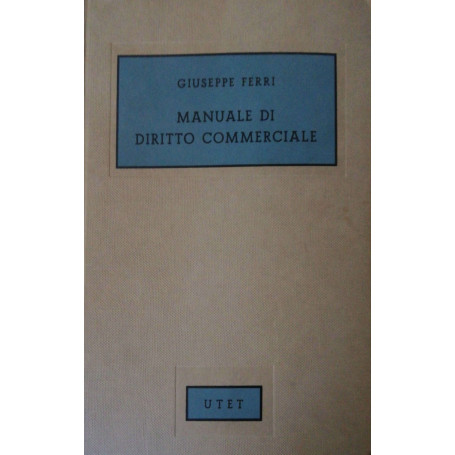 GIUSEPPE FERRI
MANUALE DI
DIRITTO COMMERCIALE
UTET